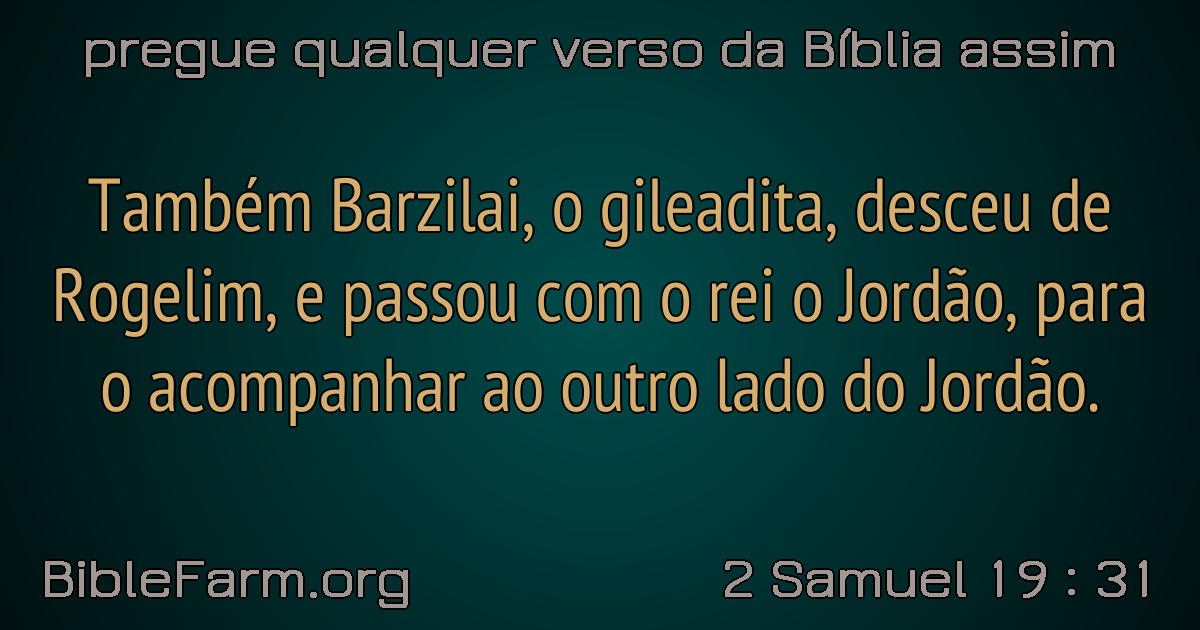 pregue qualquer verso da Bíblia assim
Também Barzilai, o gileadita, desceu de
Rogelim, e passou com o rei o Jordão, para
o acompanhar ao outro lado do Jordão.
BibleFarm.org
2 Samuel 19 : 31